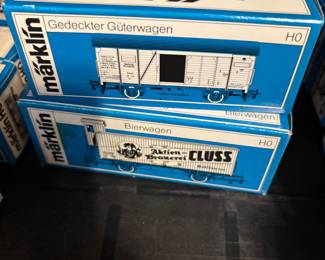 Gedeckter Güterwagen
H0
märklin
Bierwagen
Bierwagen
H0
märklin
Aktien-
Brauerei CLUSS